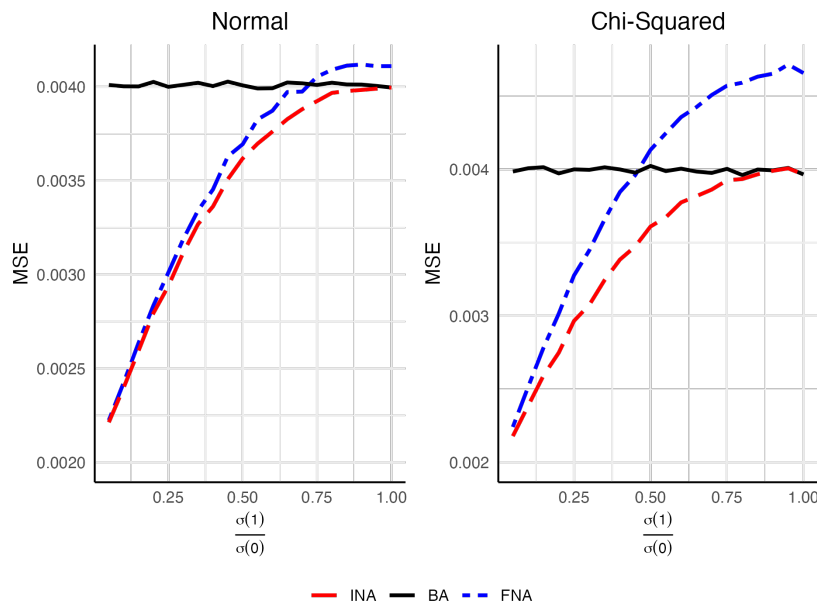 Normal
Chi-Squared
MSE
0.0040
0.0035
0.0030
0.0025
0.0020
0.25 0.50 0.75 1.00
σ(1)
σ(0)
MSE
0.004
0.003
0.002
0.25 0.50 0.75 1.00
σ(1)
σ(0)
INA BA FNA